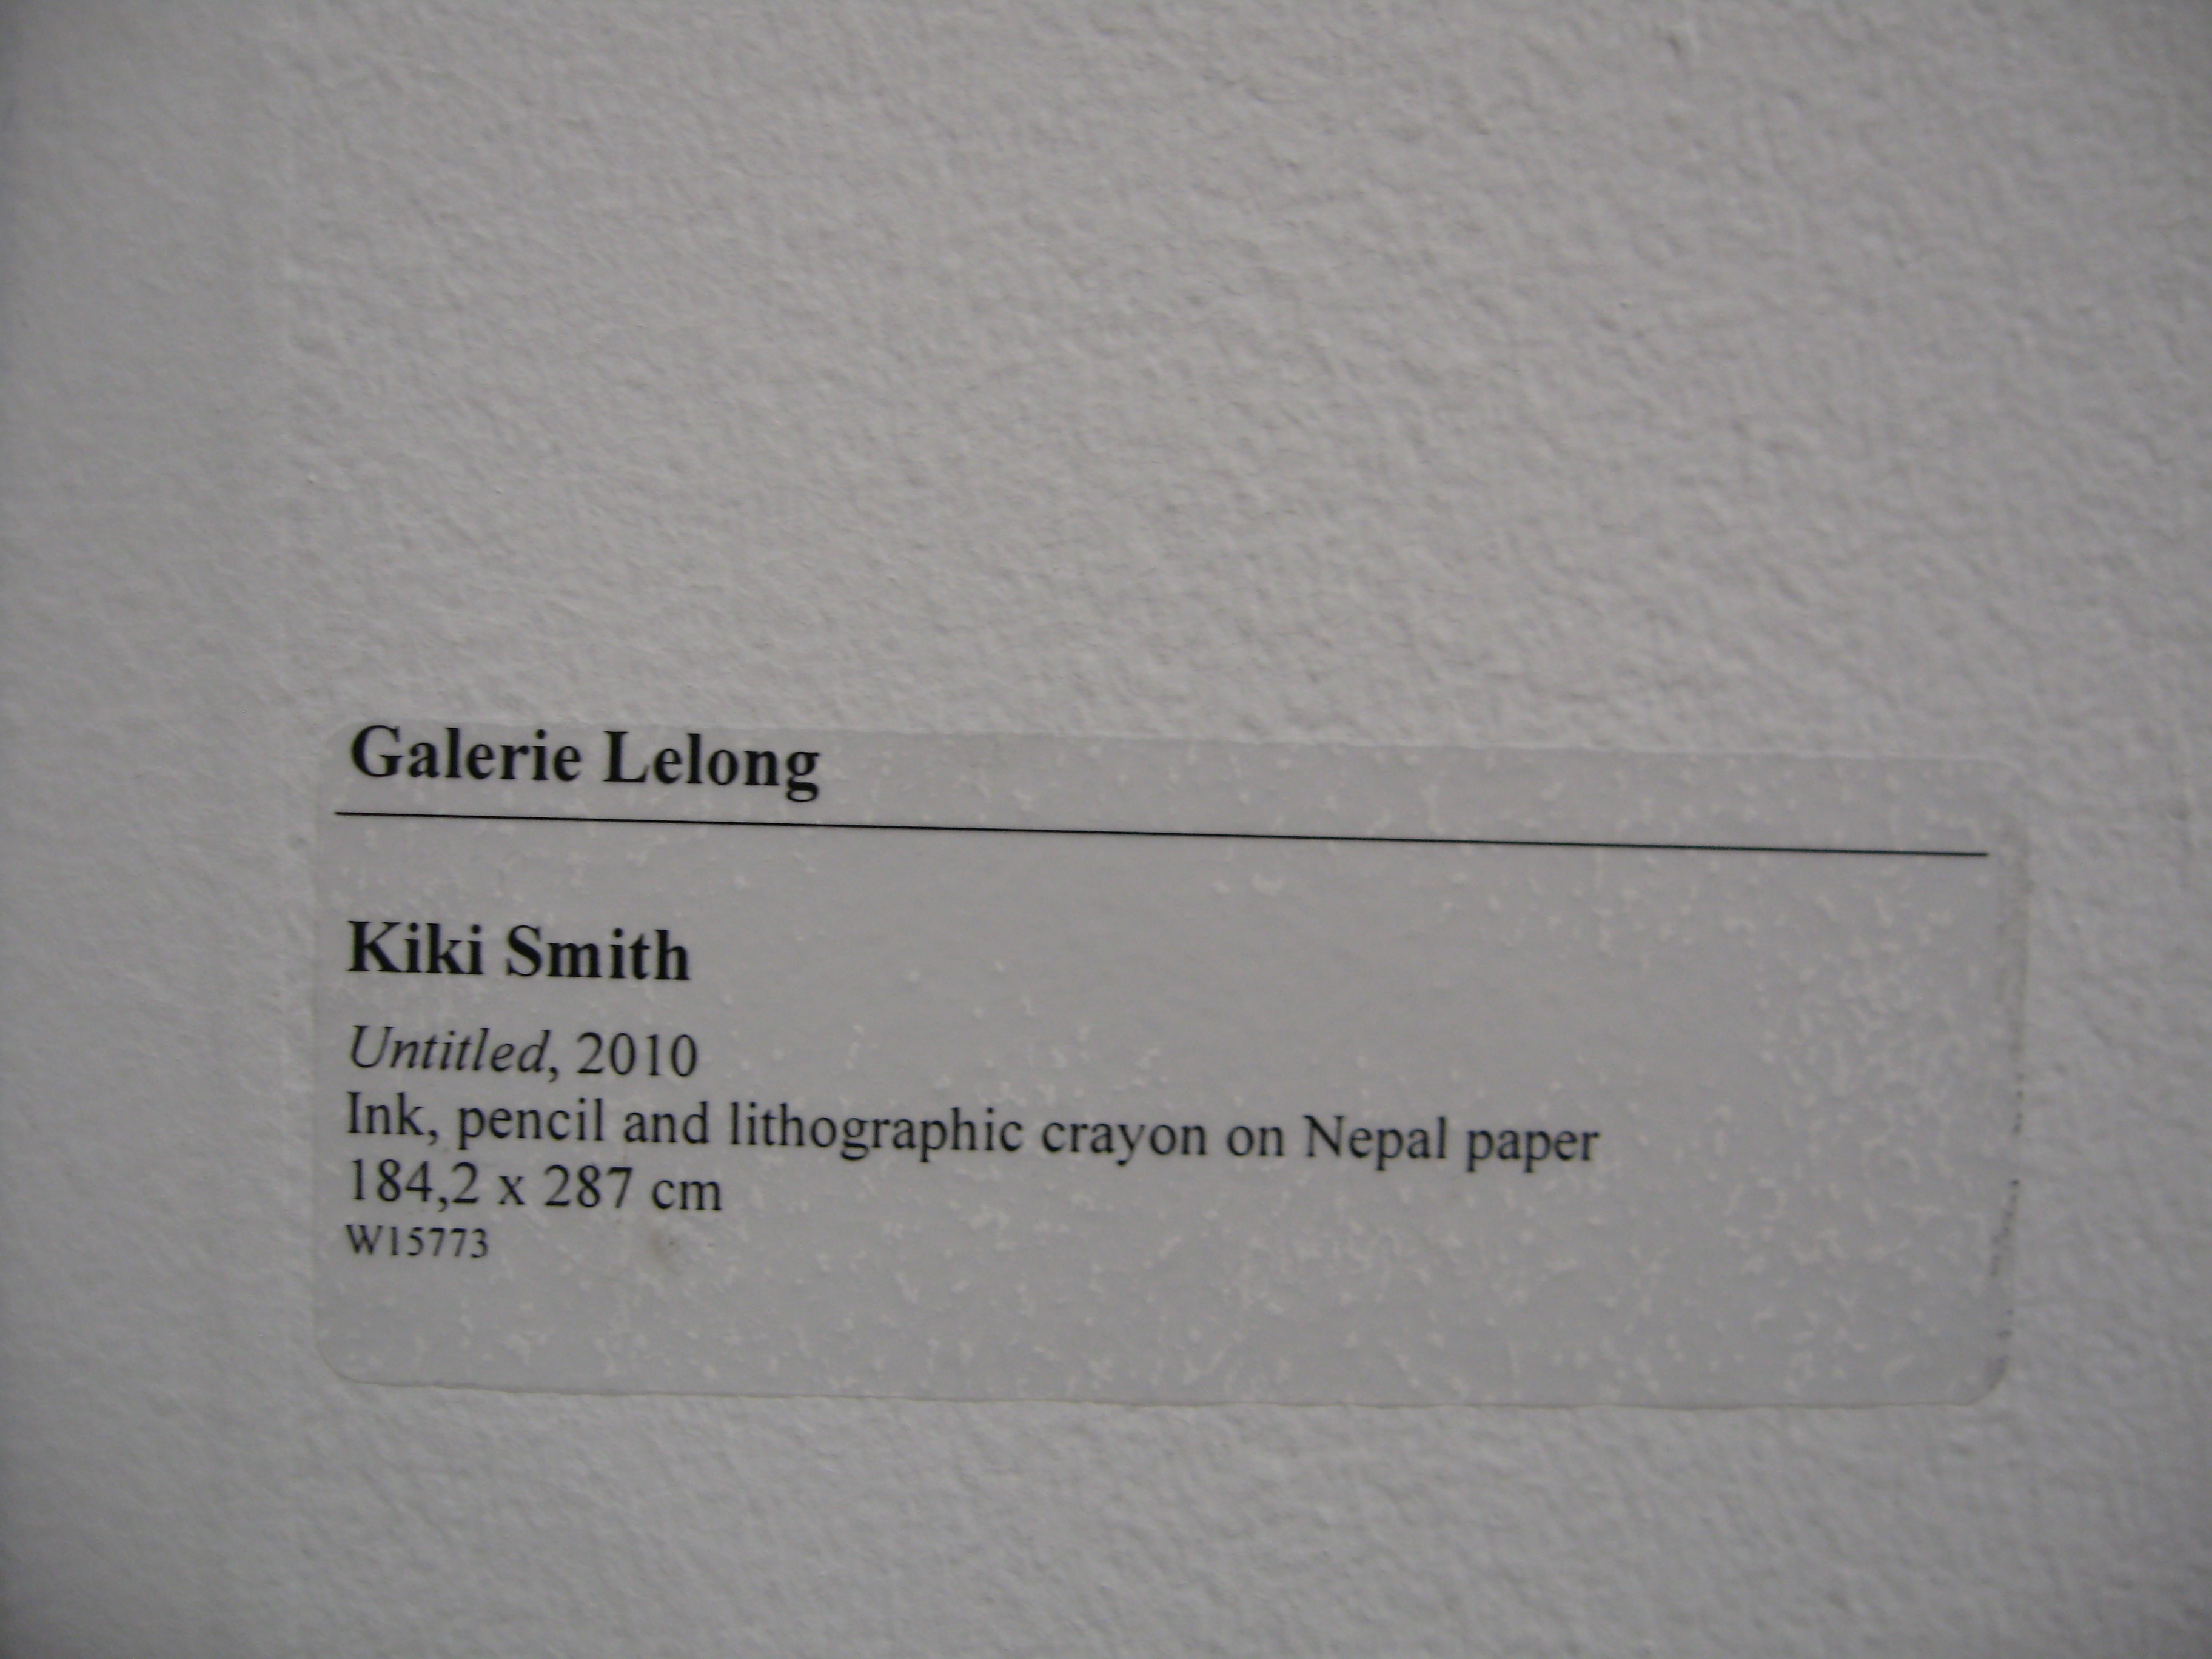 Galerie Lelong
Kiki Smith
Untitled, 2010
Ink, pencil and lithographic crayon on Nepal paper
184,2 x 287 cm
W15773